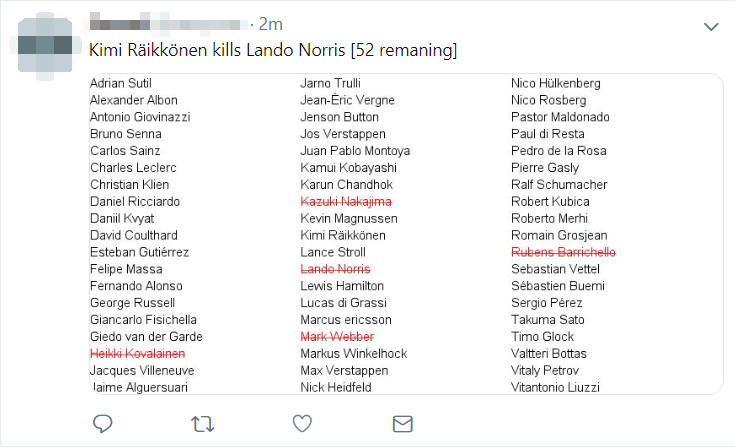 · 2m
Kimi Räikkönen kills Lando Norris [52 remaning]
Adrian Sutil
Alexander Albon
Antonio Giovinazzi
Bruno Senna
Carlos Sainz
Charles Leclerc
Christian Klien
Daniel Ricciardo
Daniil Kvyat
David Coulthard
Esteban Gutiérrez
Felipe Massa
Fernando Alonso
George Russell
Giancarlo Fisichella
Giedo van der Garde
Heikki Kovalainen
Jacques Villeneuve
Jaime Alguersuari
Jarno Trulli
Jean-Éric Vergne
Jenson Button
Jos Verstappen
Juan Pablo Montoya
Kamui Kobayashi
Karun Chandhok
Kazuki Nakajima
Kevin Magnussen
Kimi Räikkönen
Lance Stroll
Lando Norris
Lewis Hamilton
Lucas di Grassi
Marcus ericsson
Mark Webber
Markus Winkelhock
Max Verstappen
Nick Heidfeld
Nico Hülkenberg
Nico Rosberg
Pastor Maldonado
Paul di Resta
Pedro de la Rosa
Pierre Gasly
Ralf Schumacher
Robert Kubica
Roberto Merhi
Romain Grosjean
Rubens Barrichello
Sebastian Vettel
Sébastien Buemi
Sergio Pérez
Takuma Sato
Timo Glock
Valtteri Bottas
Vitaly Petrov
Vitantonio Liuzzi